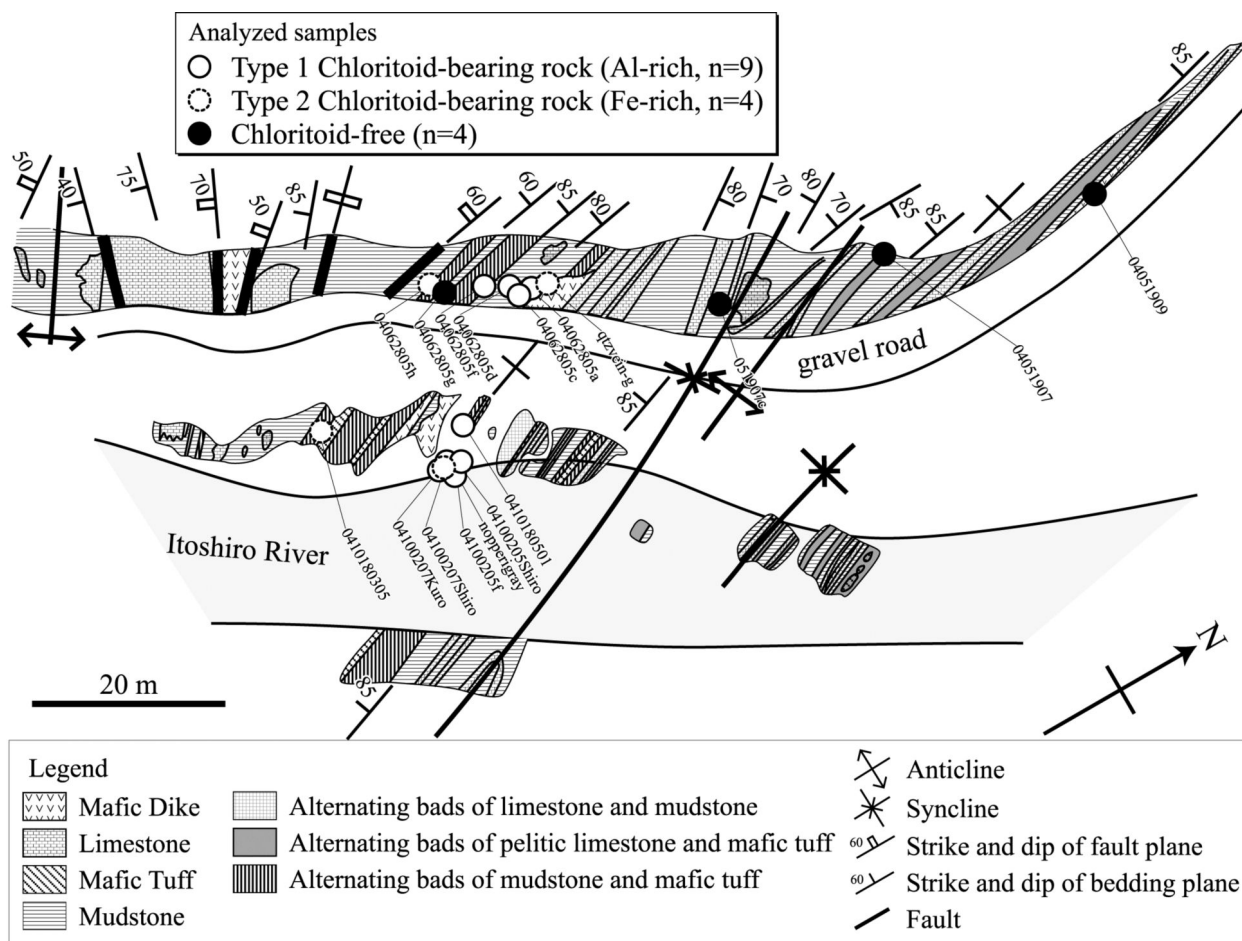 Analyzed samples
Type 1 Chloritoid-bearing rock (Al-rich, n=9)
Type 2 Chloritoid-bearing rock (Fe-rich, n=4)
Chloritoid-free (n=4)
50
40
75
70
50
85
60
60
85
80
80
70
80
70
85
85
85
04062805h
04062805g
04062805f
04062805d
04062805c
04062805a
qtzvein-g
051907c
04051907
04051909
gravel road
85
0410180305
04100207Kuro
04100207Shiro
04100205f
nopperigray
04100205Shiro
0410180501
Itoshiro River
85
20 m
N
Legend
Mafic Dike
Limestone
Mafic Tuff
Mudstone
Alternating bads of limestone and mudstone
Alternating bads of pelitic limestone and mafic tuff
Alternating bads of mudstone and mafic tuff
Anticline
Syncline
60 Strike and dip of fault plane
60 Strike and dip of bedding plane
Fault